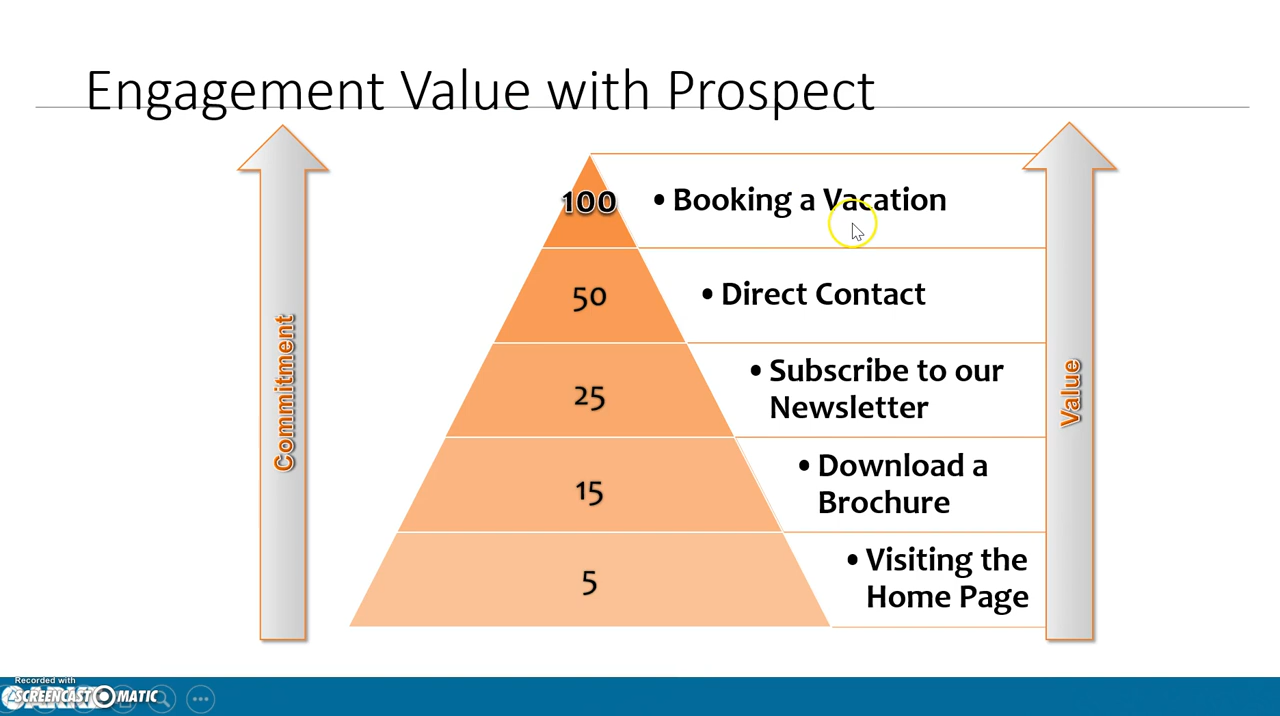 Engagement Value with Prospect
100
• Booking a Vacation
50
• Direct Contact
25
• Subscribe to our
Newsletter
15
• Download a
Brochure
5
• Visiting the
Home Page
Commitment
Value
Recorded with
SCREENCAST MATIC